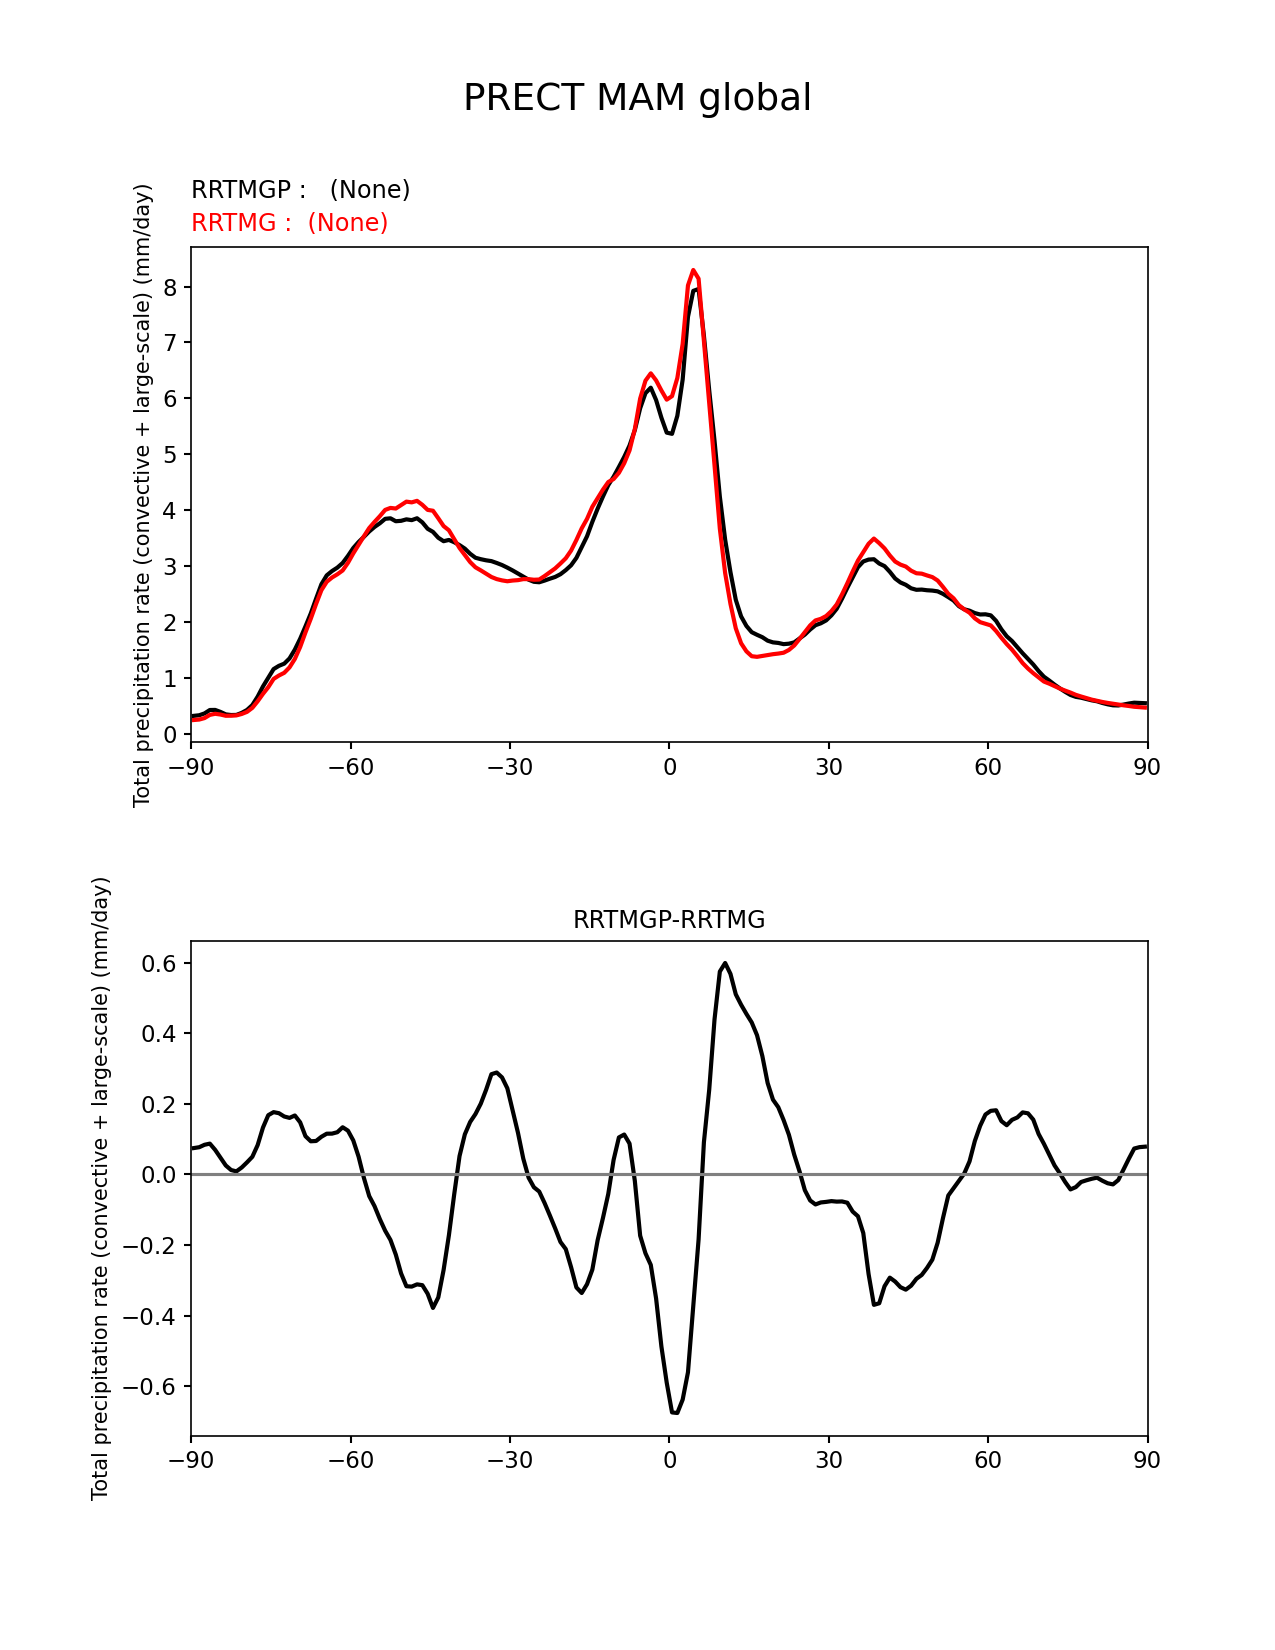 PRECT MAM global
RRTMGP :   (None)
RRTMG :  (None)
Total precipitation rate (convective + large-scale) (mm/day)
8
7
6
5
4
3
2
1
0
−90 −60 −30 0 30 60 90
RRTMGP-RRTMG
Total precipitation rate (convective + large-scale) (mm/day)
0.6
0.4
0.2
0.0
−0.2
−0.4
−0.6
−90 −60 −30 0 30 60 90